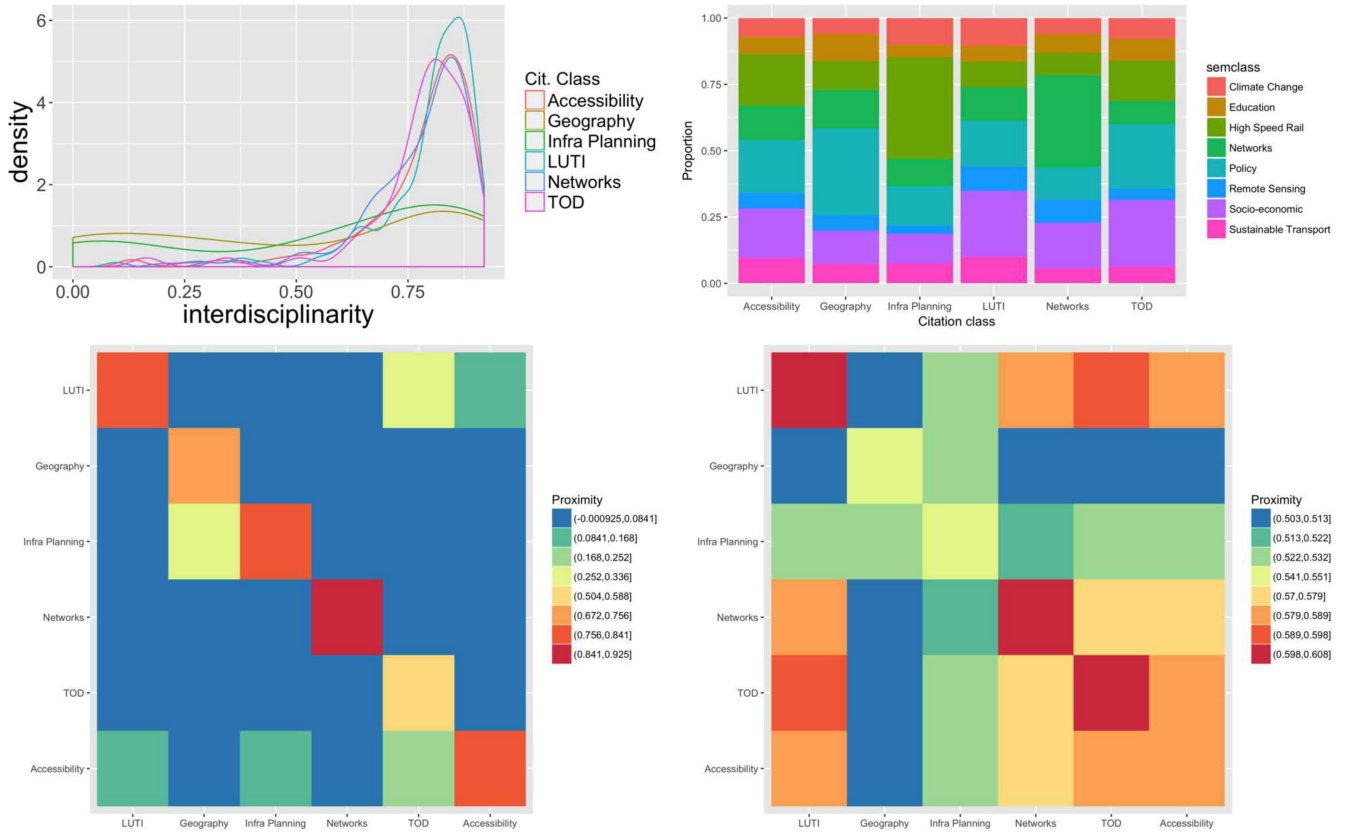 6
4
2
0
density
0.00 0.25 0.50 0.75
interdisciplinarity
Cit. Class
Accessibility
Geography
Infra Planning
LUTI
Networks
TOD
1.00
0.75
0.50
0.25
0.00
Proportion
Accessibility Geography Infra Planning LUTI Networks TOD
Citation class
semclass
Climate Change
Education
High Speed Rail
Networks
Policy
Remote Sensing
Socio-economic
Sustainable Transport
LUTI
Geography
Infra Planning
Networks
TOD
Accessibility
LUTI Geography Infra Planning Networks TOD Accessibility
Proximity
(-0.000925,0.0841]
(0.0841,0.168]
(0.168,0.252]
(0.252,0.336]
(0.504,0.588]
(0.672,0.756]
(0.756,0.841]
(0.841,0.925]
LUTI
Geography
Infra Planning
Networks
TOD
Accessibility
LUTI Geography Infra Planning Networks TOD Accessibility
Proximity
(0.503,0.513]
(0.513,0.522]
(0.522,0.532]
(0.541,0.551]
(0.57,0.579]
(0.579,0.589]
(0.589,0.598]
(0.598,0.608]